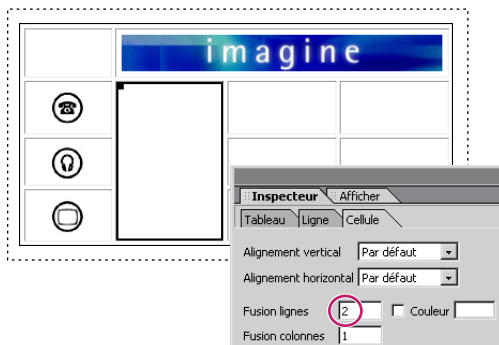 imagine
Inspecteur Afficher
Tableau Ligne Cellule
Alignement vertical Par défaut
Alignement horizontal Par défaut
Fusion lignes 2 Couleur
Fusion colonnes 1